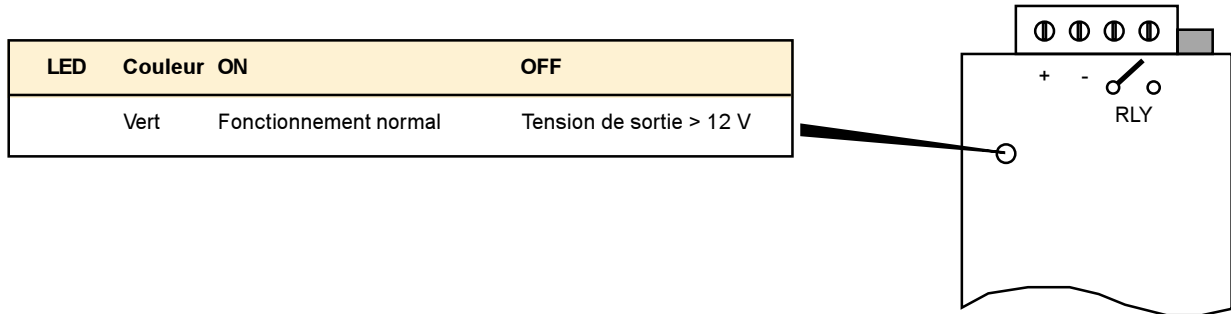 LED Couleur ON OFF
Vert Fonctionnement normal Tension de sortie > 12 V
+ -
RLY